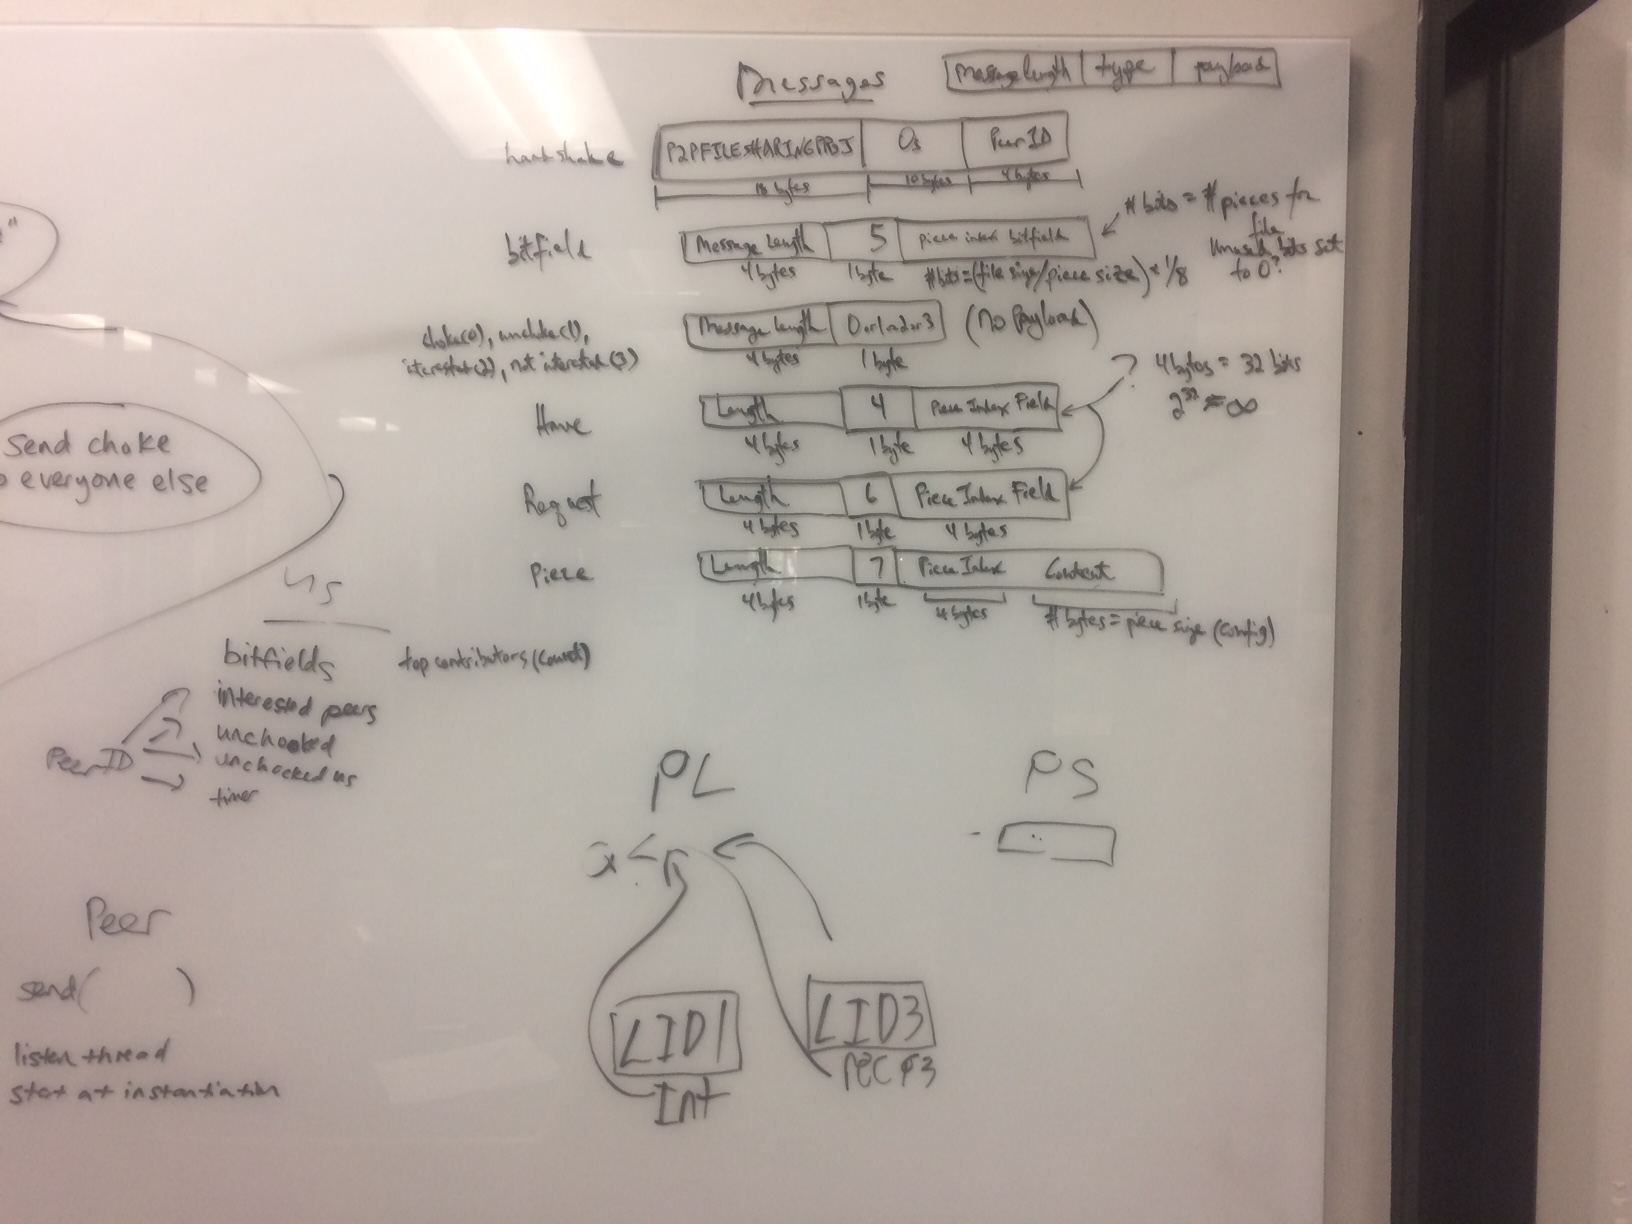 Messages
Message length | type | payload
handshake
P2PFILESHARINGPROJ | 0s | Peer ID
18 bytes 10 bytes 4 bytes
bitfield
Message Length | 5 | piece index bitfield
4 bytes 1 byte #bits = (file size/piece size) * 1/8
# bits = # pieces for
file
Unused bits set
to 0?
choke(0), unchoke(1),
interested(2), not interested(3)
Message Length | 0 or 1 or 2 or 3 (No Payload)
4 bytes 1 byte
Have
Length | 4 | Piece Index Field
4 bytes 1 byte 4 bytes
? 4 bytes = 32 bits
2^32 ≈ ∞
Request
Length | 6 | Piece Index Field
4 bytes 1 byte 4 bytes
Piece
Length | 7 | Piece Index Content
4 bytes 1 byte 4 bytes #bytes = piece size (config)
"
Send choke
o everyone else
us
bitfields top contributors (count)
interested peers
unchooked
unchocked us
timer
Peer ID
PL PS
LID1 LID3
Int
Peer
send( )
listen thread
start at instantiation